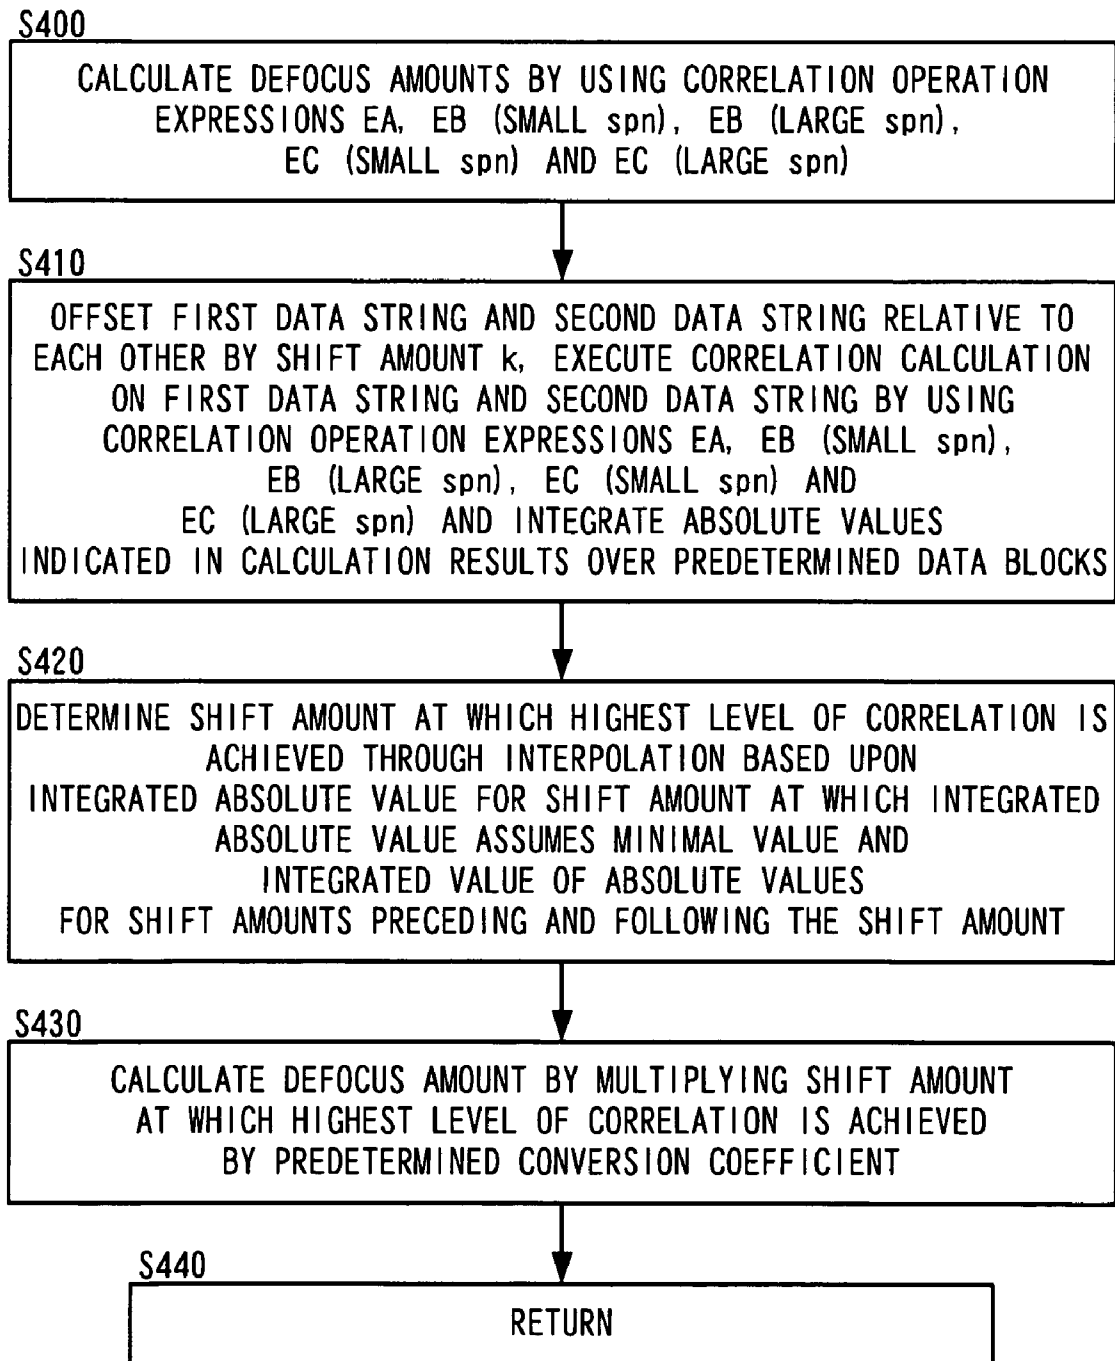 S400
CALCULATE DEFOCUS AMOUNTS BY USING CORRELATION OPERATION
EXPRESSIONS EA, EB (SMALL spn), EB (LARGE spn),
EC (SMALL spn) AND EC (LARGE spn)
S410
OFFSET FIRST DATA STRING AND SECOND DATA STRING RELATIVE TO
EACH OTHER BY SHIFT AMOUNT k, EXECUTE CORRELATION CALCULATION
ON FIRST DATA STRING AND SECOND DATA STRING BY USING
CORRELATION OPERATION EXPRESSIONS EA, EB (SMALL spn),
EB (LARGE spn), EC (SMALL spn) AND
EC (LARGE spn) AND INTEGRATE ABSOLUTE VALUES
INDICATED IN CALCULATION RESULTS OVER PREDETERMINED DATA BLOCKS
S420
DETERMINE SHIFT AMOUNT AT WHICH HIGHEST LEVEL OF CORRELATION IS
ACHIEVED THROUGH INTERPOLATION BASED UPON
INTEGRATED ABSOLUTE VALUE FOR SHIFT AMOUNT AT WHICH INTEGRATED
ABSOLUTE VALUE ASSUMES MINIMAL VALUE AND
INTEGRATED VALUE OF ABSOLUTE VALUES
FOR SHIFT AMOUNTS PRECEDING AND FOLLOWING THE SHIFT AMOUNT
S430
CALCULATE DEFOCUS AMOUNT BY MULTIPLYING SHIFT AMOUNT
AT WHICH HIGHEST LEVEL OF CORRELATION IS ACHIEVED
BY PREDETERMINED CONVERSION COEFFICIENT
S440
RETURN